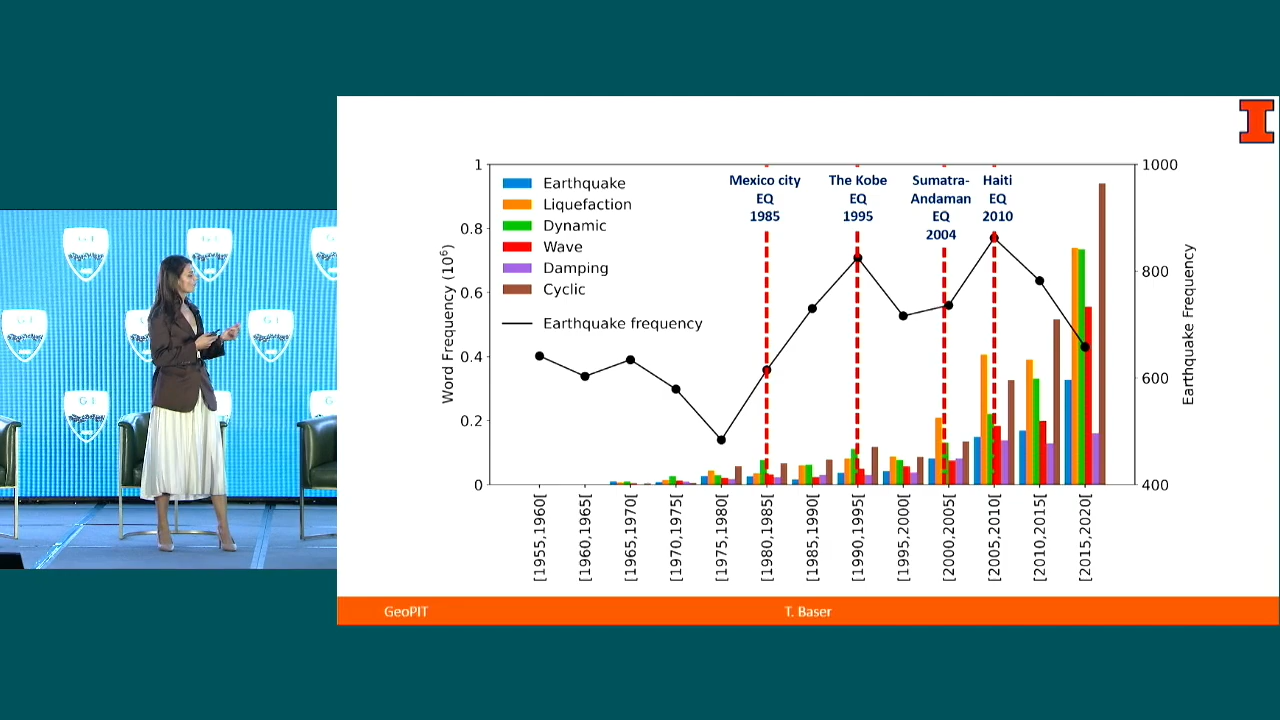 1
1000
Mexico city
EQ
1985
The Kobe
EQ
1995
Sumatra-
Andaman
EQ
2004
Haiti
EQ
2010
Earthquake
Liquefaction
Dynamic
Wave
Damping
Cyclic
Earthquake frequency
0.8
0.6
0.4
0.2
0
800
600
400
Word Frequency (10⁶)
Earthquake Frequency
[1955,1960[
[1960,1965[
[1965,1970[
[1970,1975[
[1975,1980[
[1980,1985[
[1985,1990[
[1990,1995[
[1995,2000[
[2000,2005[
[2005,2010[
[2010,2015[
[2015,2020[
GeoPIT
T. Baser
G-I
G-I
G-I